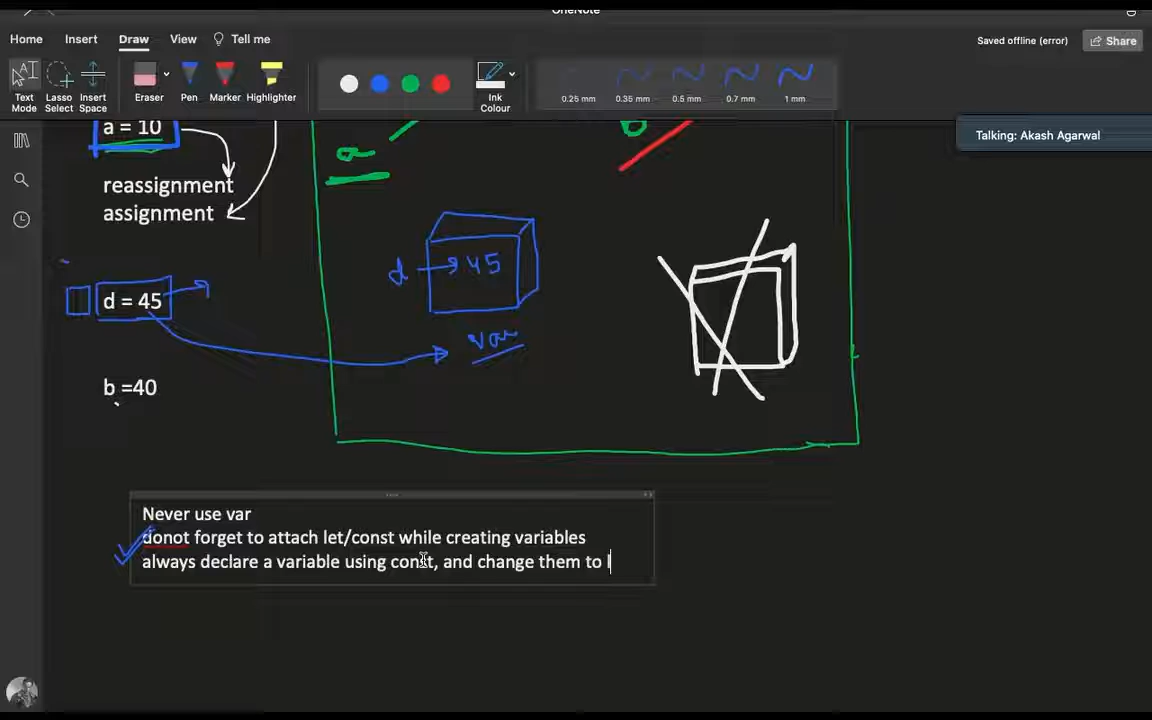 OneNote
Home Insert Draw View Tell me
Saved offline (error) Share
Text Mode
Lasso Select
Insert Space
Eraser
Pen
Marker
Highlighter
Ink Colour
0.25 mm 0.35 mm 0.5 mm 0.7 mm 1 mm
Talking: Akash Agarwal
a = 10
a
b
reassignment
assignment
d → 45
d = 45
var
b =40
Never use var
donot forget to attach let/const while creating variables
always declare a variable using const, and change them to l